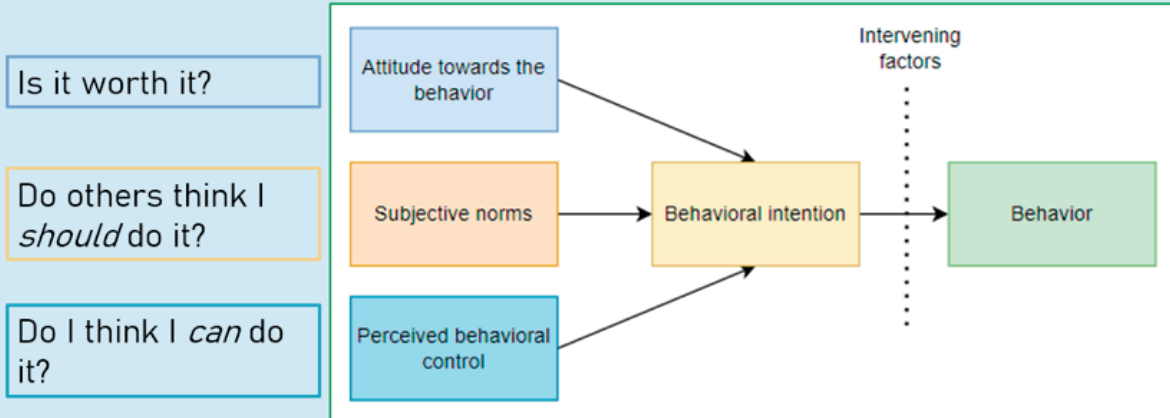 Is it worth it?
Do others think I
should do it?
Do I think I can do
it?
Attitude towards the
behavior
Subjective norms
Perceived behavioral
control
Behavioral intention
Intervening
factors
Behavior